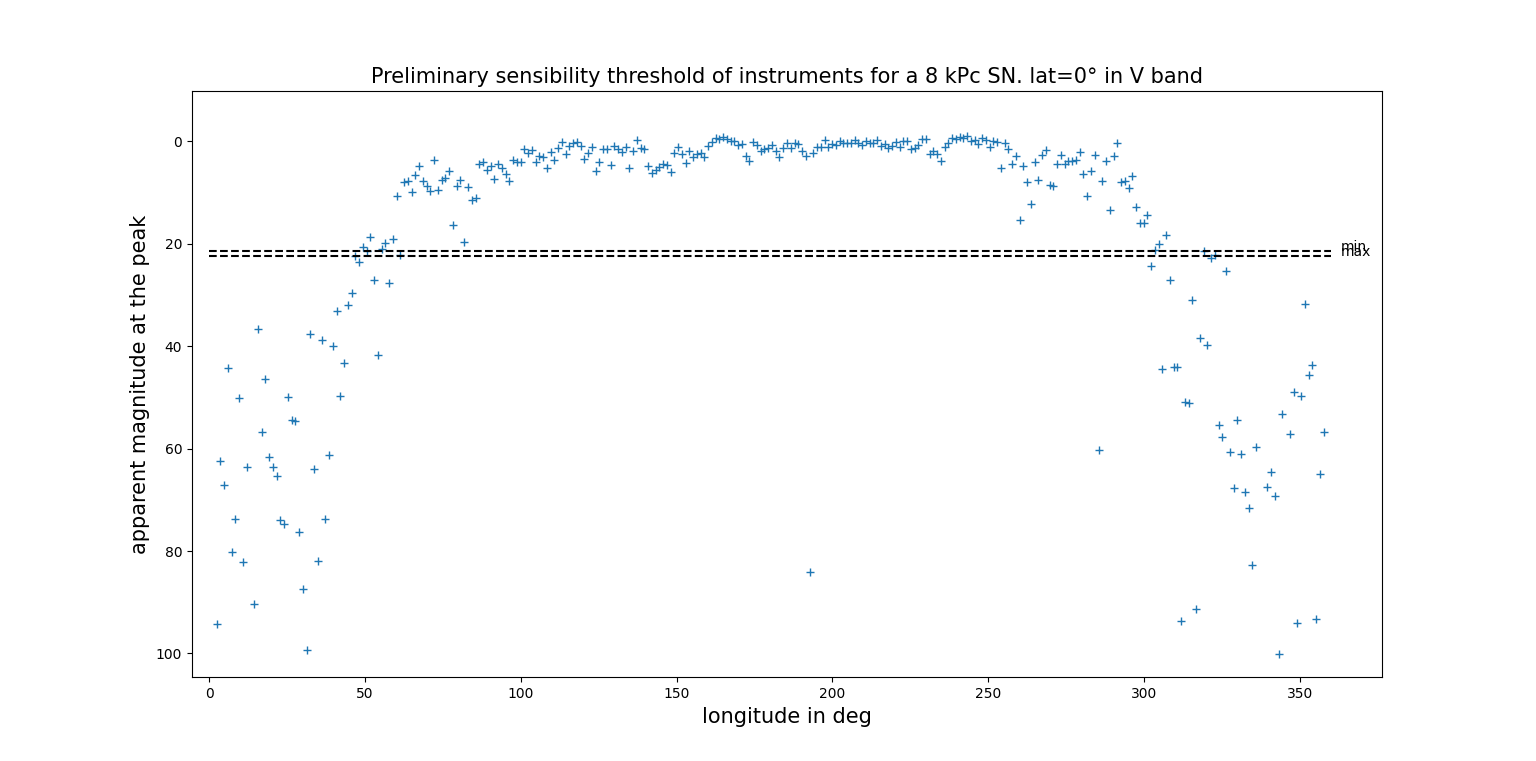 Preliminary sensibility threshold of instruments for a 8 kPc SN. lat=0° in V band
apparent magnitude at the peak
0
20
40
60
80
100
min
max
0
50
100
150
200
250
300
350
longitude in deg